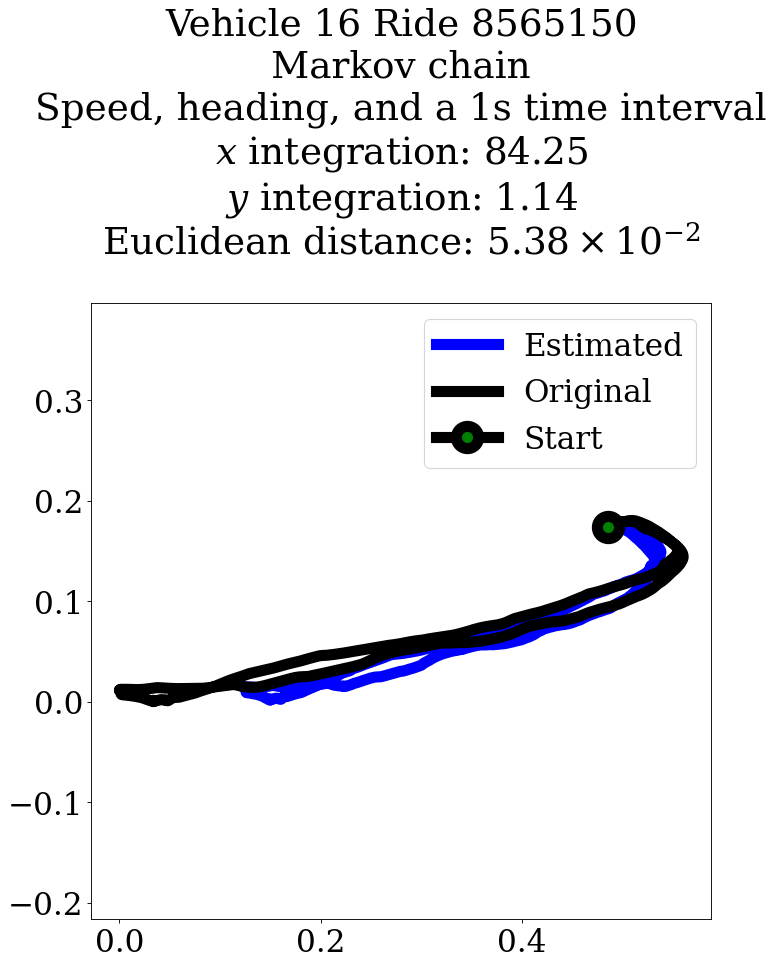 Vehicle 16 Ride 8565150
Markov chain
Speed, heading, and a 1s time interval
x integration: 84.25
y integration: 1.14
Euclidean distance: 5.38 × 10⁻²
Estimated
Original
Start
0.3
0.2
0.1
0.0
−0.1
−0.2
0.0 0.2 0.4